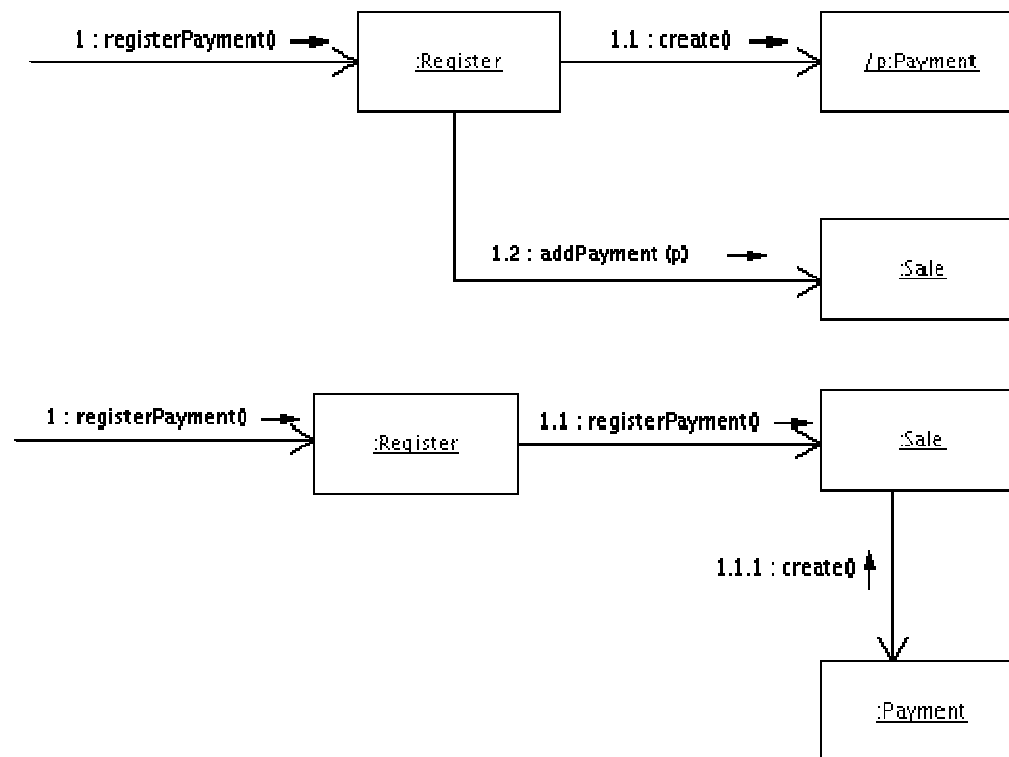 1 : registerPayment()
1.1 : create()
:Register
/p:Payment
1.2 : addPayment (p)
:Sale
1 : registerPayment()
1.1 : registerPayment()
:Register
:Sale
1.1.1 : create()
:Payment